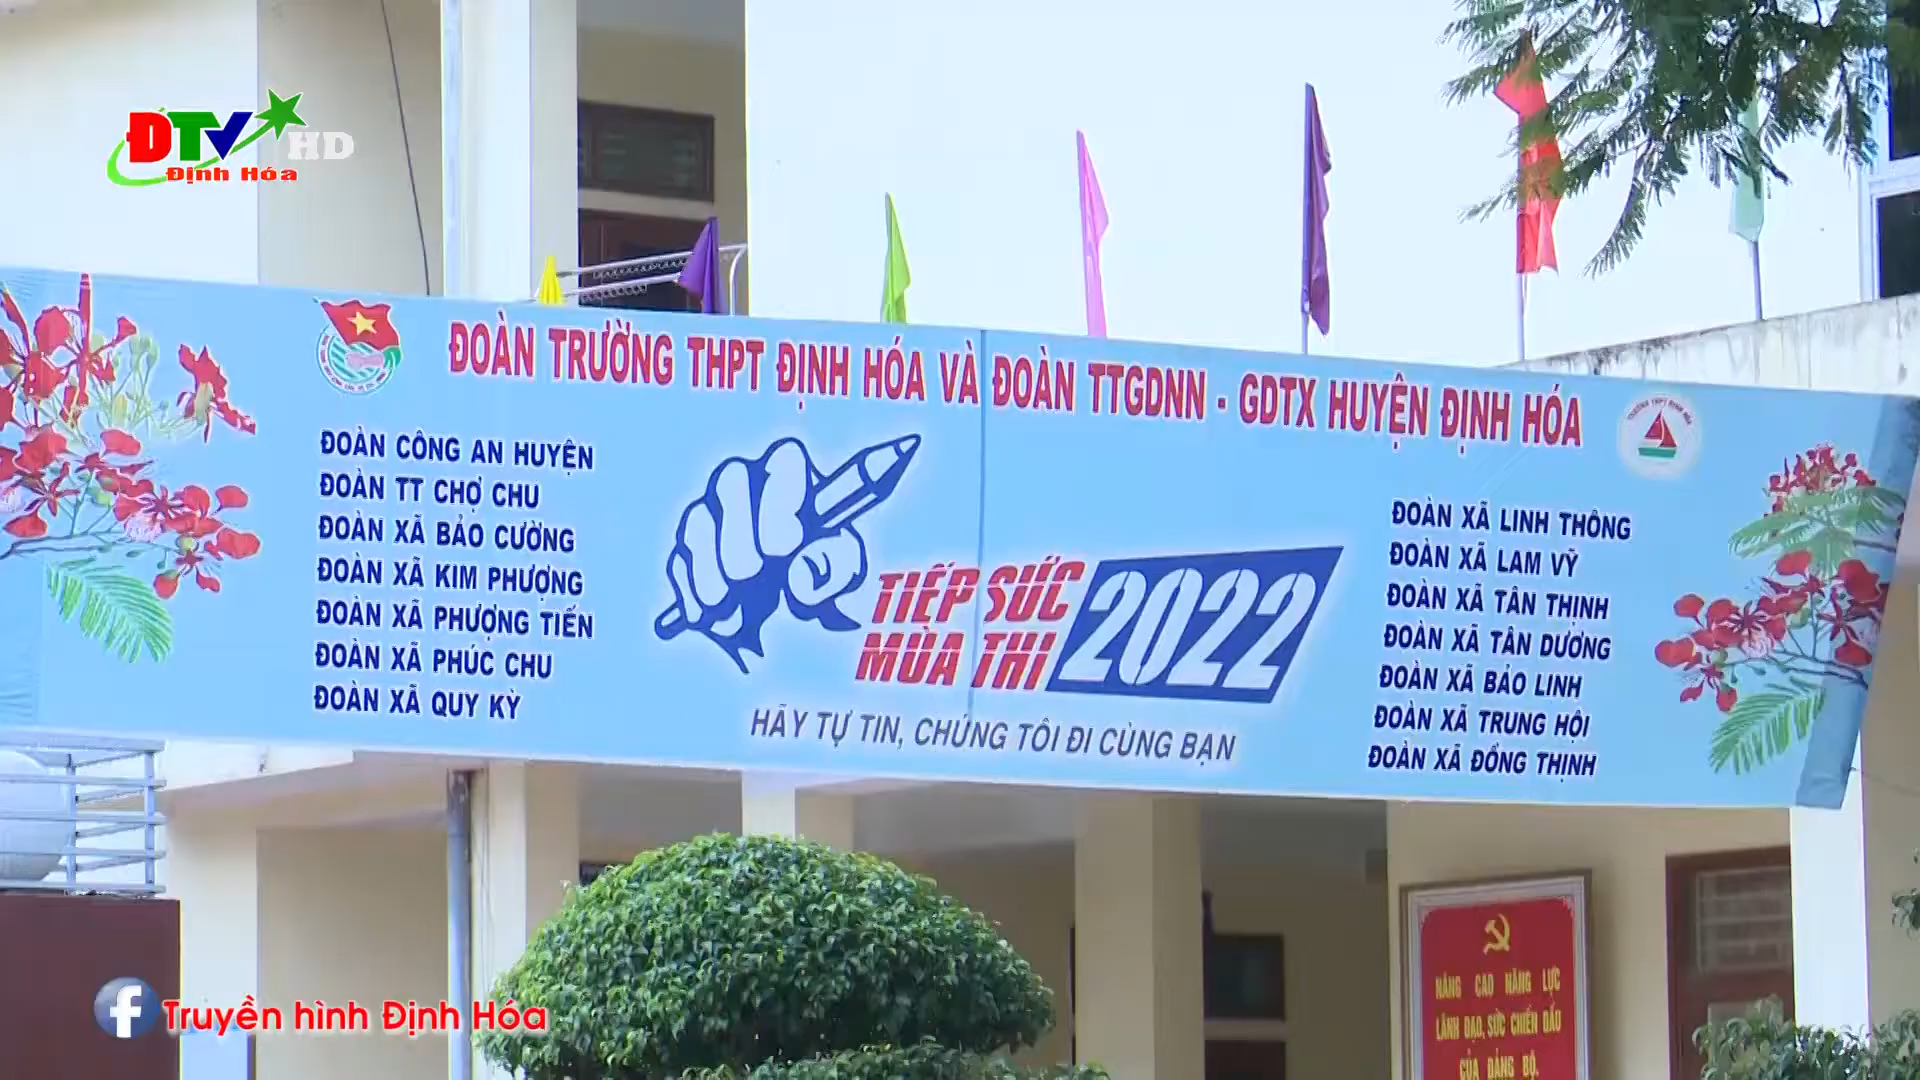 ĐTV HD
Định Hóa
ĐOÀN TRƯỜNG THPT ĐỊNH HÓA VÀ ĐOÀN TTGDNN - GDTX HUYỆN ĐỊNH HÓA
ĐOÀN CÔNG AN HUYỆN
ĐOÀN TT CHỢ CHU
ĐOÀN XÃ BẢO CƯỜNG
ĐOÀN XÃ KIM PHƯỢNG
ĐOÀN XÃ PHƯỢNG TIẾN
ĐOÀN XÃ PHÚC CHU
ĐOÀN XÃ QUY KỲ
TIẾP SỨC
MÙA THI
2022
HÃY TỰ TIN, CHÚNG TÔI ĐI CÙNG BẠN
TRƯỜNG THPT ĐỊNH HÓA
ĐOÀN XÃ LINH THÔNG
ĐOÀN XÃ LAM VỸ
ĐOÀN XÃ TÂN THỊNH
ĐOÀN XÃ TÂN DƯƠNG
ĐOÀN XÃ BẢO LINH
ĐOÀN XÃ TRUNG HỘI
ĐOÀN XÃ ĐỒNG THỊNH
NÂNG CAO NĂNG LỰC
LÃNH ĐẠO, SỨC CHIẾN ĐẤU
CỦA ĐẢNG BỘ.
f Truyền hình Định Hóa